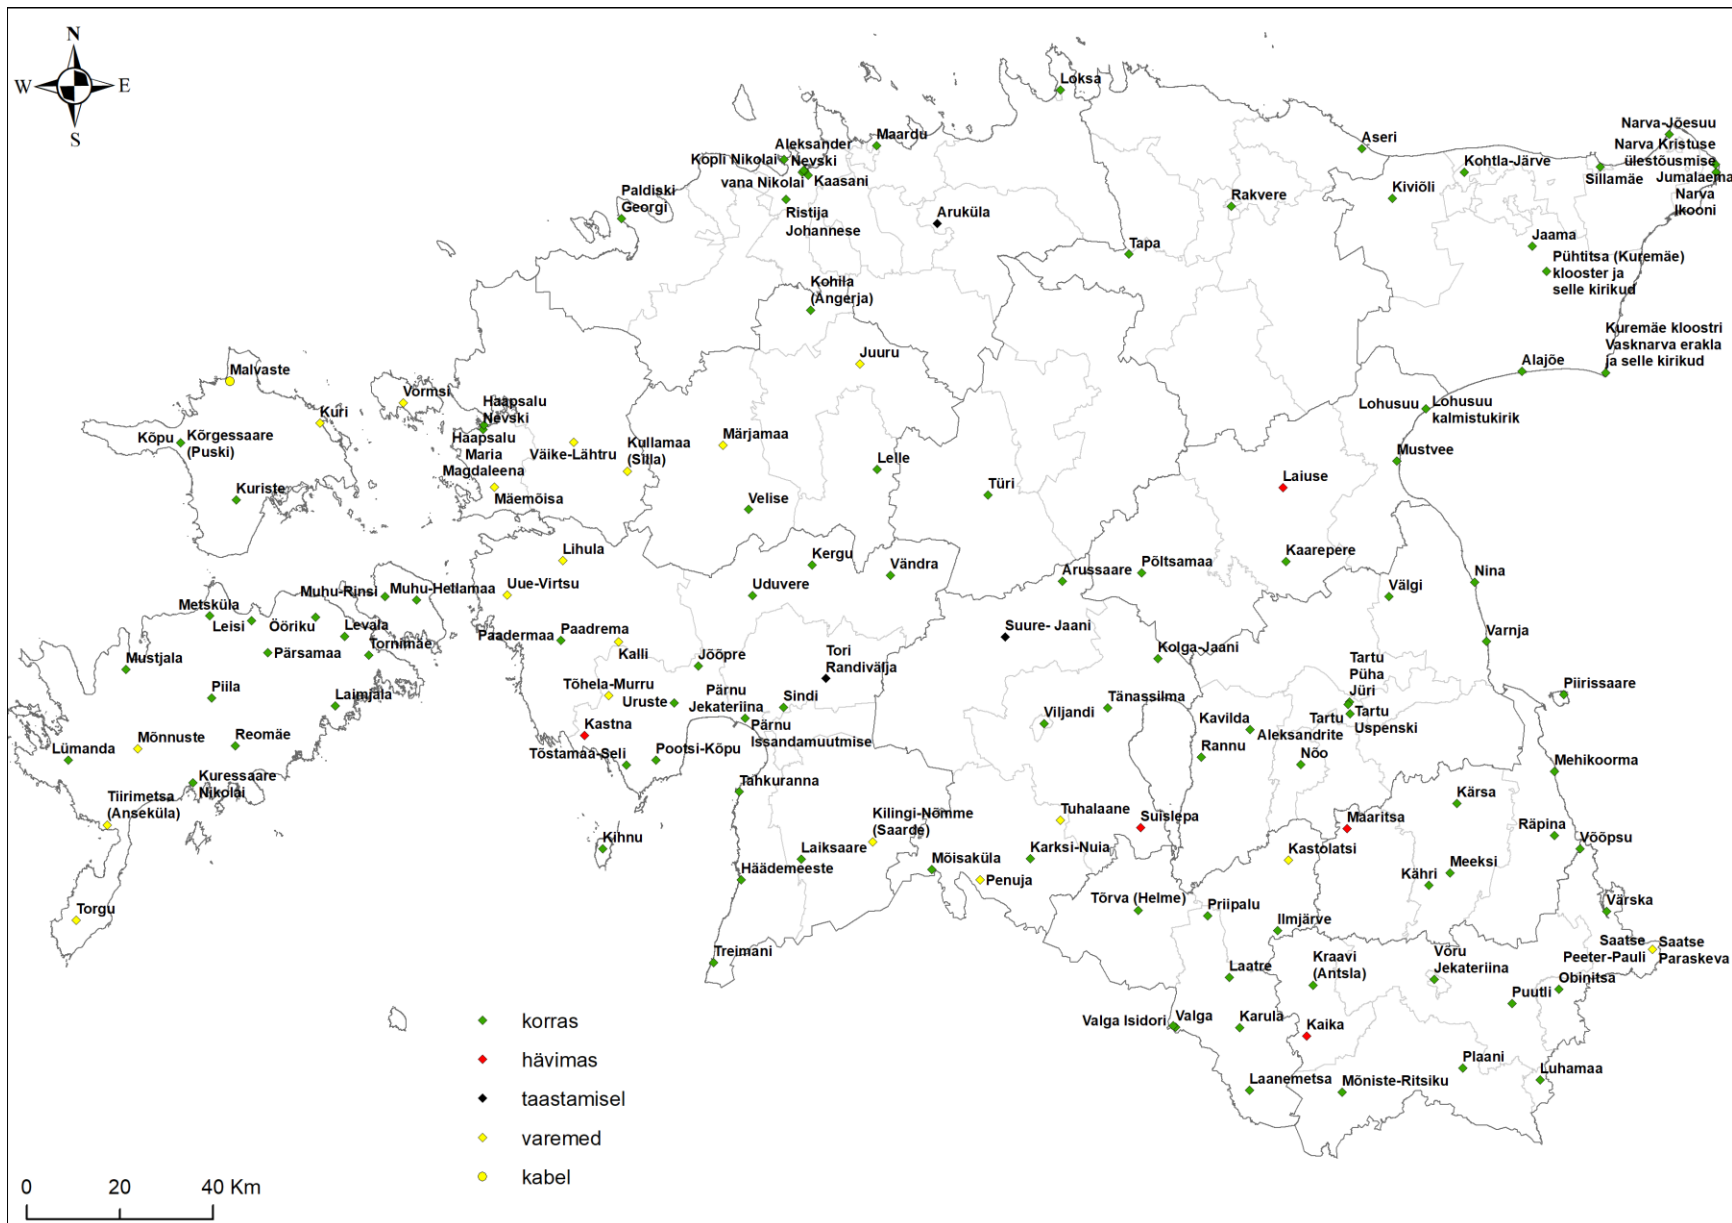 N
W
E
S
Loksa
Maardu
Aleksander
Nevski
Kopli Nikolai
vana Nikolai
Kaasani
Ristija
Johannese
Paldiski
Georgi
Aruküla
Aseri
Narva-Jõesuu
Narva Kristuse
ülestõusmise
Jumalaema
Narva
Ikooni
Sillamäe
Kohtla-Järve
Kiviõli
Rakvere
Tapa
Jaama
Pühtitsa (Kuremäe)
klooster ja
selle kirikud
Kuremäe kloostri
Vasknarva erakla
ja selle kirikud
Alajõe
Kohila
(Angerja)
Juuru
Lohusuu
Lohusuu
kalmistukirik
Mustvee
Malvaste
Kuri
Vormsi
Haapsalu
Nevski
Haapsalu
Maria
Magdaleena
Väike-Lähtru
Kullamaa
(Silla)
Märjamaa
Mäemõisa
Kõpu
Kõrgessaare
(Puski)
Kuriste
Lelle
Velise
Türi
Laiuse
Kaarepere
Lihula
Uue-Virtsu
Kergu
Vändra
Uduvere
Arussaare
Põltsamaa
Välgi
Nina
Varnja
Muhu-Rinsi
Muhu-Hellamaa
Metsküla
Leisi
Ööriku
Levala
Pärsamaa
Tornimäe
Mustjala
Piila
Laimjala
Mõnnuste
Reomäe
Lümanda
Kuressaare
Nikolai
Tiirimetsa
(Anseküla)
Torgu
Paadermaa
Paadrema
Kalli
Jööpre
Tõhela-Murru
Uruste
Pärnu
Jekateriina
Sindi
Pärnu
Issandamuutmise
Kastna
Tõstamaa-Seli
Pootsi-Kõpu
Tori
Randivälja
Suure- Jaani
Kolga-Jaani
Tänassilma
Viljandi
Tartu
Püha
Jüri
Tartu
Uspenski
Tartu
Aleksandrite
Kavilda
Rannu
Nõo
Piirissaare
Mehikoorma
Tahkuranna
Kihnu
Kilingi-Nõmme
(Saarde)
Laiksaare
Häädemeeste
Mõisaküla
Penuja
Karksi-Nuia
Tuhalaane
Suislepa
Maaritsa
Kärsa
Räpina
Võõpsu
Kastolatsi
Meeksi
Kähri
Tõrva (Helme)
Priipalu
Ilmjärve
Värska
Treimani
Laatre
Kraavi
(Antsla)
Võru
Jekateriina
Saatse
Peeter-Pauli
Saatse
Paraskeva
Obinitsa
Puutli
Valga Isidori
Valga
Karula
Kaika
Laanemetsa
Mõniste-Ritsiku
Plaani
Luhamaa
korras
hävimas
taastamisel
varemed
kabel
0 20 40 Km